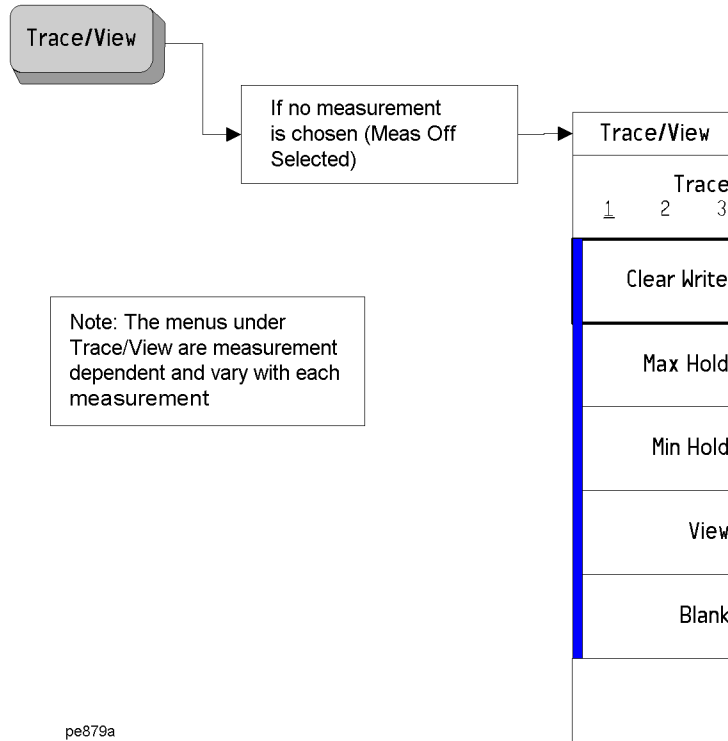 Trace/View
If no measurement
is chosen (Meas Off
Selected)
Trace/View
Trace
1 2 3
Clear Write
Max Hold
Min Hold
View
Blank
Note: The menus under
Trace/View are measurement
dependent and vary with each
measurement
pe879a